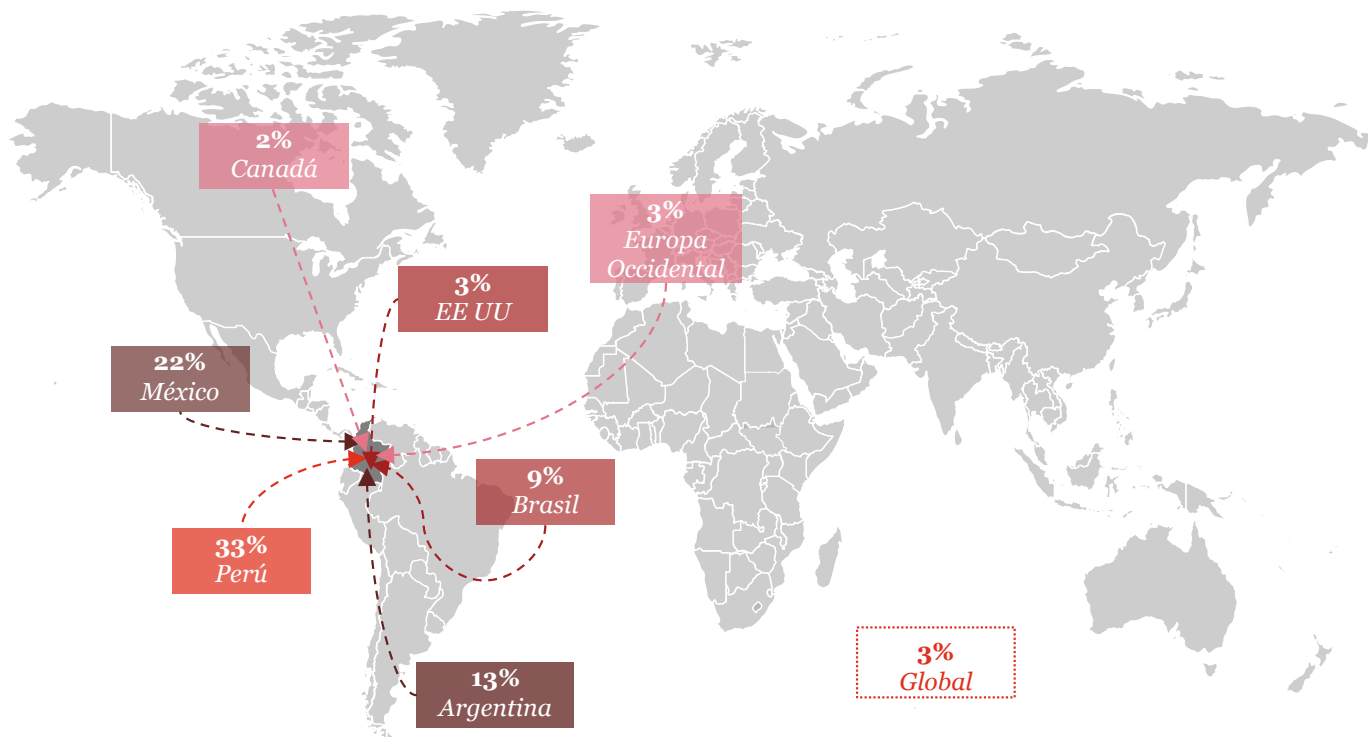 2%
Canadá
3%
Europa
Occidental
3%
EE UU
22%
México
9%
Brasil
33%
Perú
3%
Global
13%
Argentina